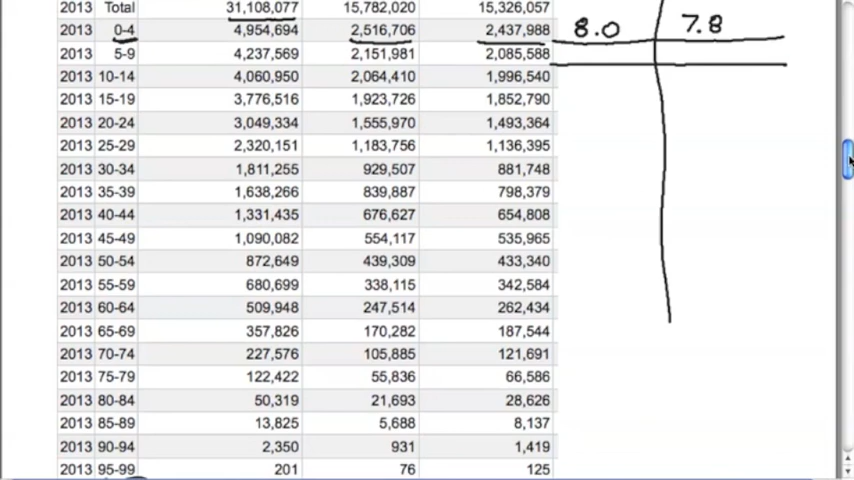 2013 Total 31,108,077 15,782,020 15,326,057
2013 0-4 4,954,694 2,516,706 2,437,988 8.0 7.8
2013 5-9 4,237,569 2,151,981 2,085,588
2013 10-14 4,060,950 2,064,410 1,996,540
2013 15-19 3,776,516 1,923,726 1,852,790
2013 20-24 3,049,334 1,555,970 1,493,364
2013 25-29 2,320,151 1,183,756 1,136,395
2013 30-34 1,811,255 929,507 881,748
2013 35-39 1,638,266 839,887 798,379
2013 40-44 1,331,435 676,627 654,808
2013 45-49 1,090,082 554,117 535,965
2013 50-54 872,649 439,309 433,340
2013 55-59 680,699 338,115 342,584
2013 60-64 509,948 247,514 262,434
2013 65-69 357,826 170,282 187,544
2013 70-74 227,576 105,885 121,691
2013 75-79 122,422 55,836 66,586
2013 80-84 50,319 21,693 28,626
2013 85-89 13,825 5,688 8,137
2013 90-94 2,350 931 1,419
2013 95-99 201 76 125